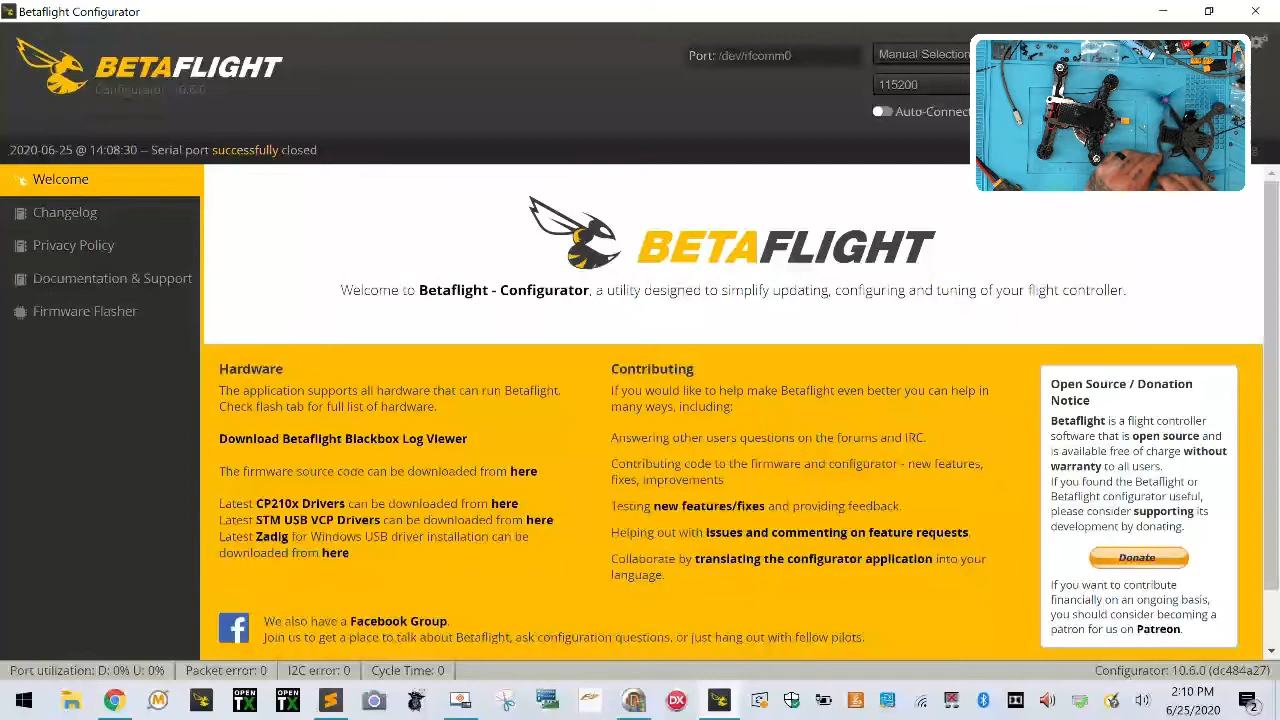 Betaflight Configurator
BETAFLIGHT
Configurator 10.6.0
Port: /dev/rfcomm0
Manual Selection
115200
Auto-Connect
2020-06-25 @ 14:08:30 -- Serial port successfully closed
Welcome
Changelog
Privacy Policy
Documentation & Support
Firmware Flasher
BETAFLIGHT
Welcome to Betaflight - Configurator, a utility designed to simplify updating, configuring and tuning of your flight controller.
Hardware
The application supports all hardware that can run Betaflight.
Check flash tab for full list of hardware.
Download Betaflight Blackbox Log Viewer
The firmware source code can be downloaded from here
Latest CP210x Drivers can be downloaded from here
Latest STM USB VCP Drivers can be downloaded from here
Latest Zadig for Windows USB driver installation can be
downloaded from here
Contributing
If you would like to help make Betaflight even better you can help in
many ways, including:
Answering other users questions on the forums and IRC.
Contributing code to the firmware and configurator - new features,
fixes, improvements
Testing new features/fixes and providing feedback.
Helping out with issues and commenting on feature requests.
Collaborate by translating the configurator application into your
language.
Open Source / Donation
Notice
Betaflight is a flight controller
software that is open source and
is available free of charge without
warranty to all users.
If you found the Betaflight or
Betaflight configurator useful,
please consider supporting its
development by donating.
Donate
If you want to contribute
financially on an ongoing basis,
you should consider becoming a
patron for us on Patreon.
We also have a Facebook Group.
Join us to get a place to talk about Betaflight, ask configuration questions, or just hang out with fellow pilots.
Port utilization: D: 0% U: 0%
Packet error: 0
I2C error: 0
Cycle Time: 0
Configurator: 10.6.0 (dc484a27)
OPEN
TX
OPEN
TX
DX
2:10 PM
6/25/2020
2